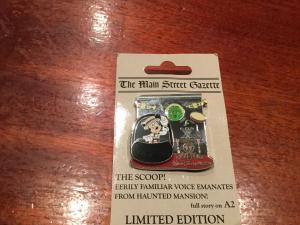 The Main Street Gazette
THE SCOOP!
EERILY FAMILIAR VOICE EMANATES
FROM HAUNTED MANSION!
full story on A2
LIMITED EDITION